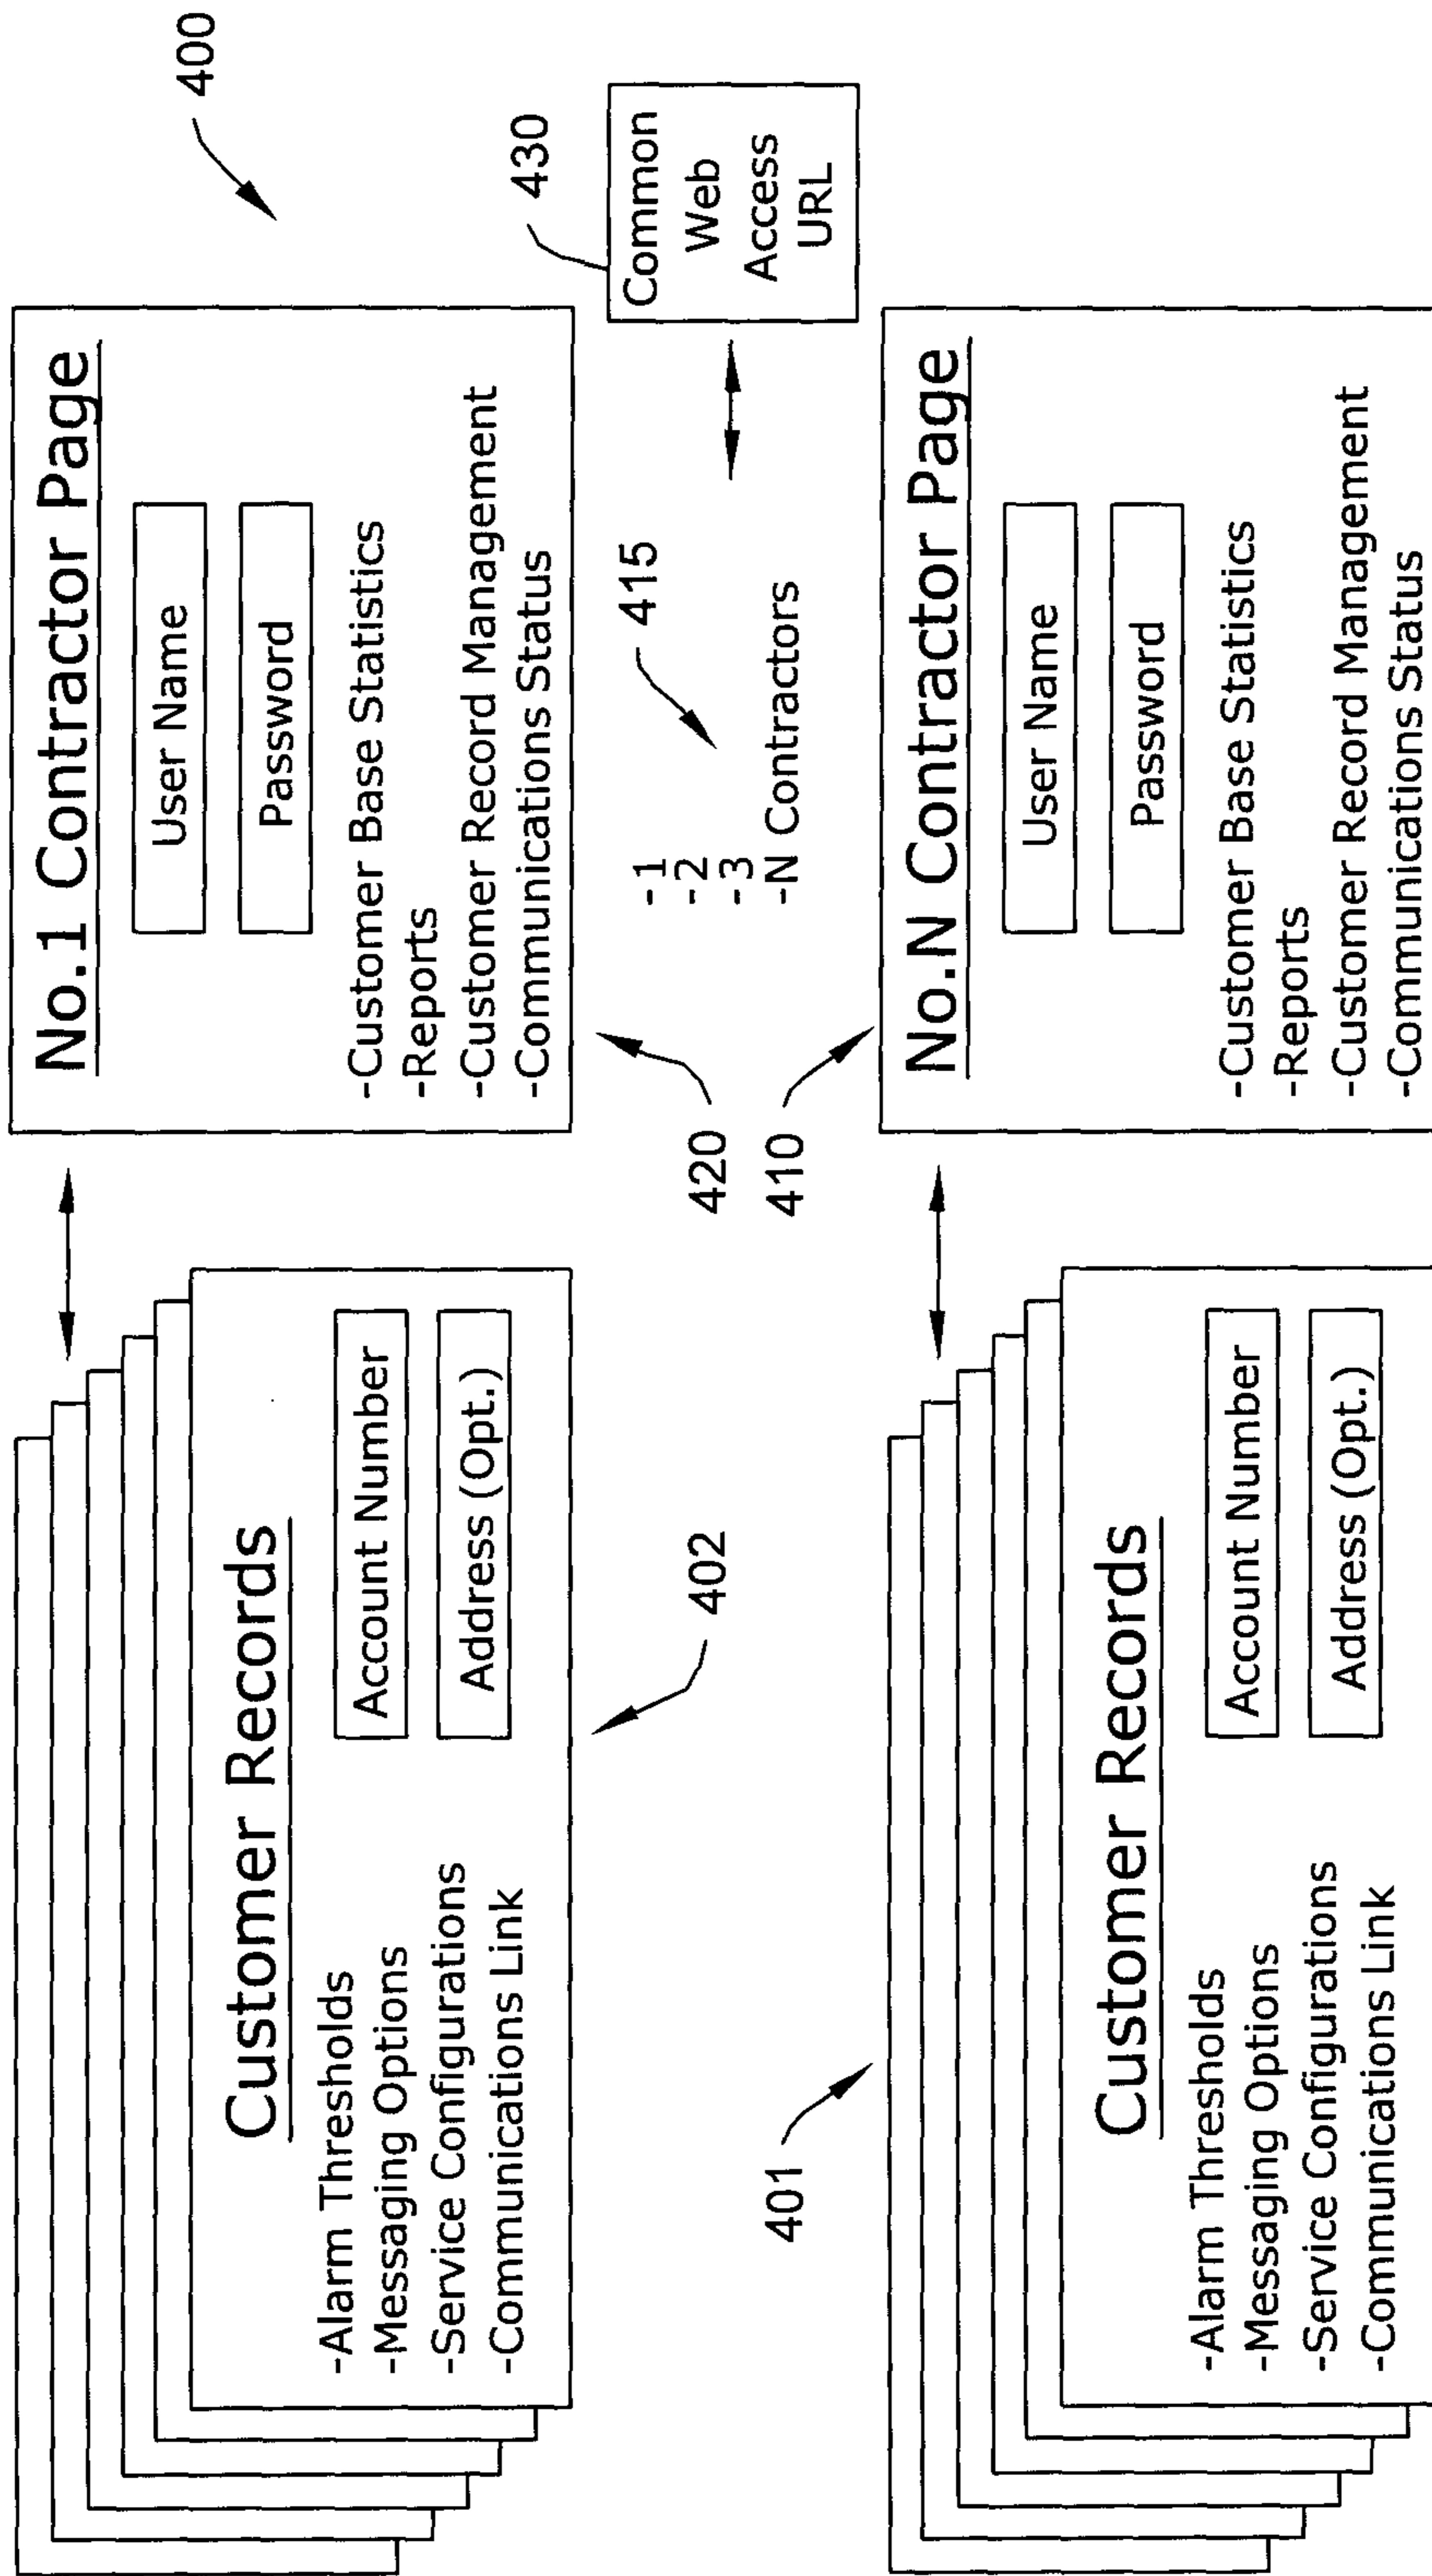 400
Customer Records
Account Number
Address (Opt.)
-Alarm Thresholds
-Messaging Options
-Service Configurations
-Communications Link
402
No.1 Contractor Page
User Name
Password
-Customer Base Statistics
-Reports
-Customer Record Management
-Communications Status
420
415
-1
-2
-3
-N Contractors
430
Common
Web
Access
URL
401
Customer Records
Account Number
Address (Opt.)
-Alarm Thresholds
-Messaging Options
-Service Configurations
-Communications Link
410
No.N Contractor Page
User Name
Password
-Customer Base Statistics
-Reports
-Customer Record Management
-Communications Status